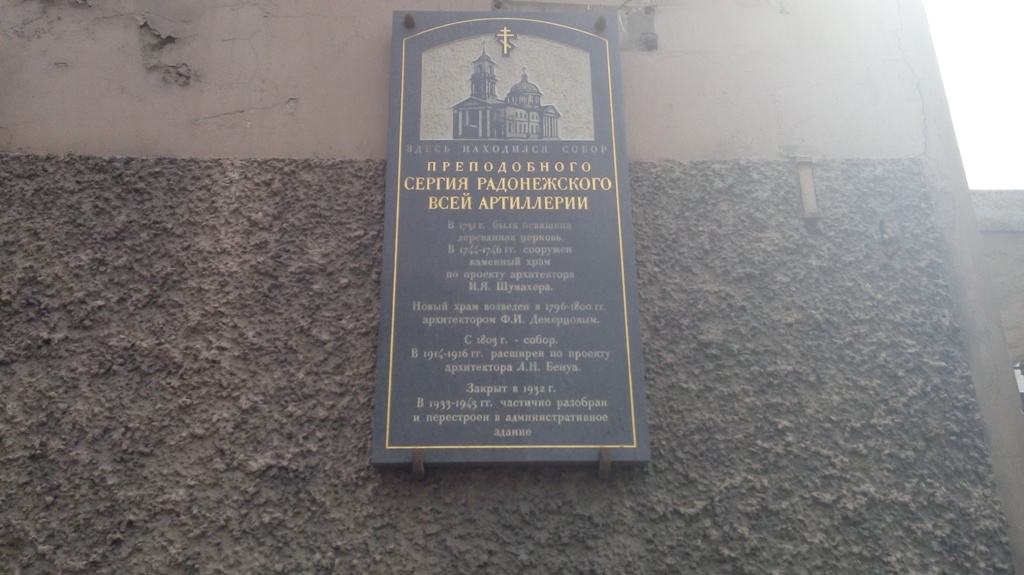 ЗДЕСЬ НАХОДИЛСЯ СОБОР
ПРЕПОДОБНОГО
СЕРГИЯ РАДОНЕЖСКОГО
ВСЕЙ АРТИЛЛЕРИИ
В 1731 г. была освящена
деревянная церковь.
В 1744-1746 гг. сооружен
каменный храм
по проекту архитектора
И.Я. Шумахера.
Новый храм возведен в 1796-1800 гг.
архитектором Ф.И. Демерцовым.
С 1803 г. - собор.
В 1914-1916 гг. расширен по проекту
архитектора Л.Н. Бенуа.
Закрыт в 1932 г.
В 1933-1943 гг. частично разобран
и перестроен в административное
здание